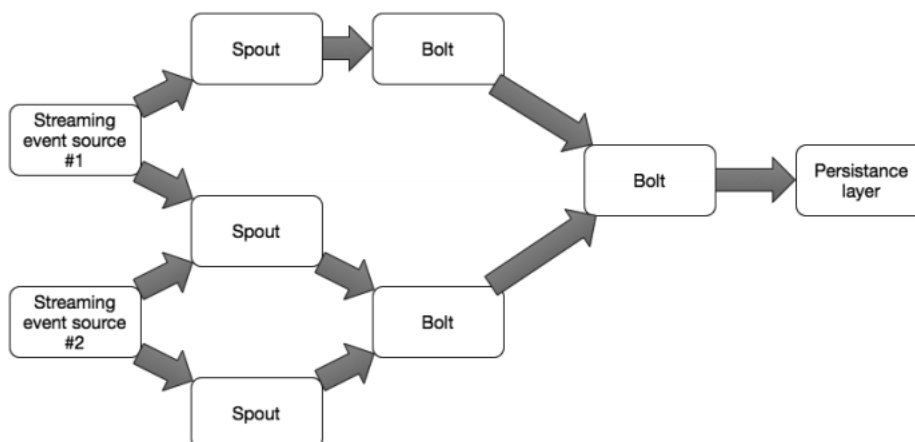 Spout
Bolt
Streaming
event source
#1
Bolt
Persistance
layer
Spout
Streaming
event source
#2
Bolt
Spout